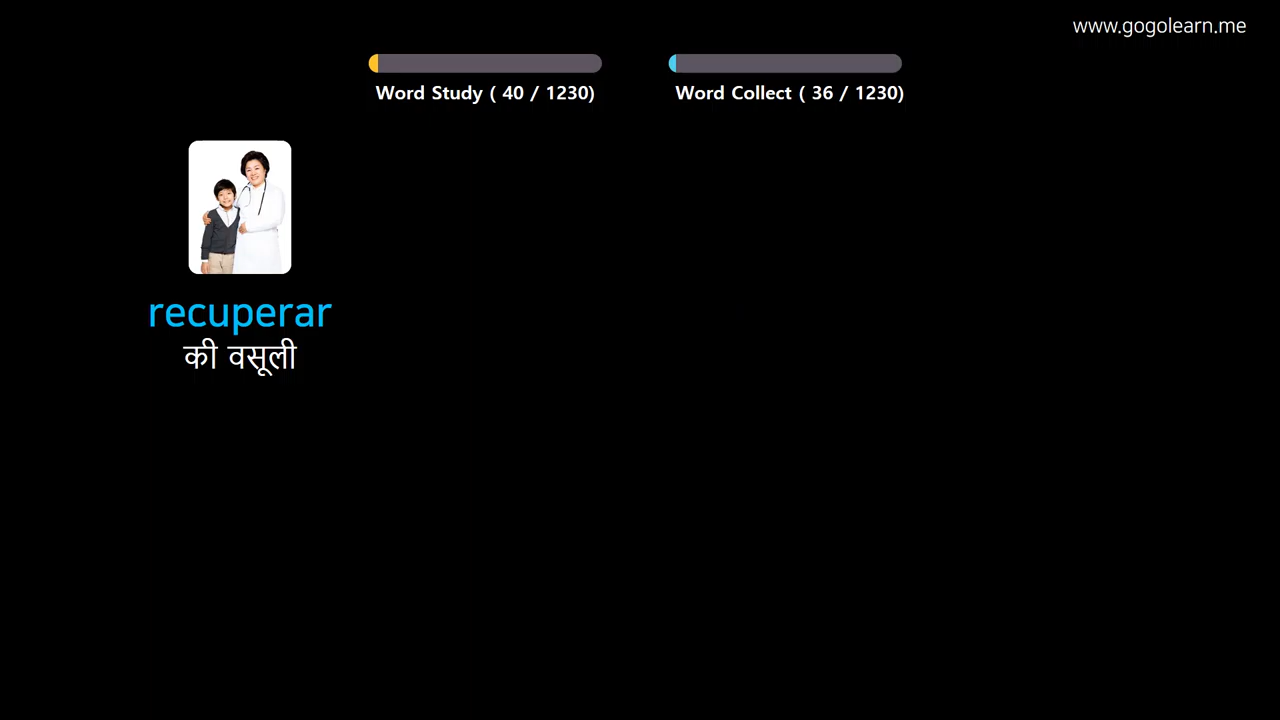 www.gogolearn.me
Word Study ( 40 / 1230)
Word Collect ( 36 / 1230)
recuperar
की वसूली